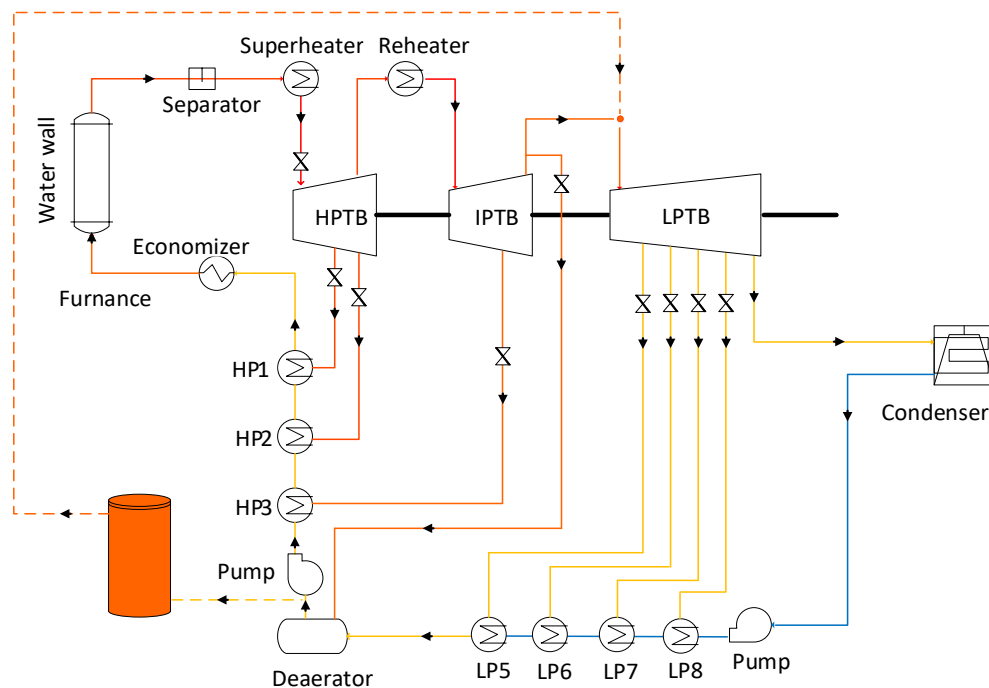 Superheater
Reheater
Separator
Water wall
HPTB
IPTB
LPTB
Economizer
Furnance
HP1
Condenser
HP2
HP3
Pump
Deaerator
LP5
LP6
LP7
LP8
Pump